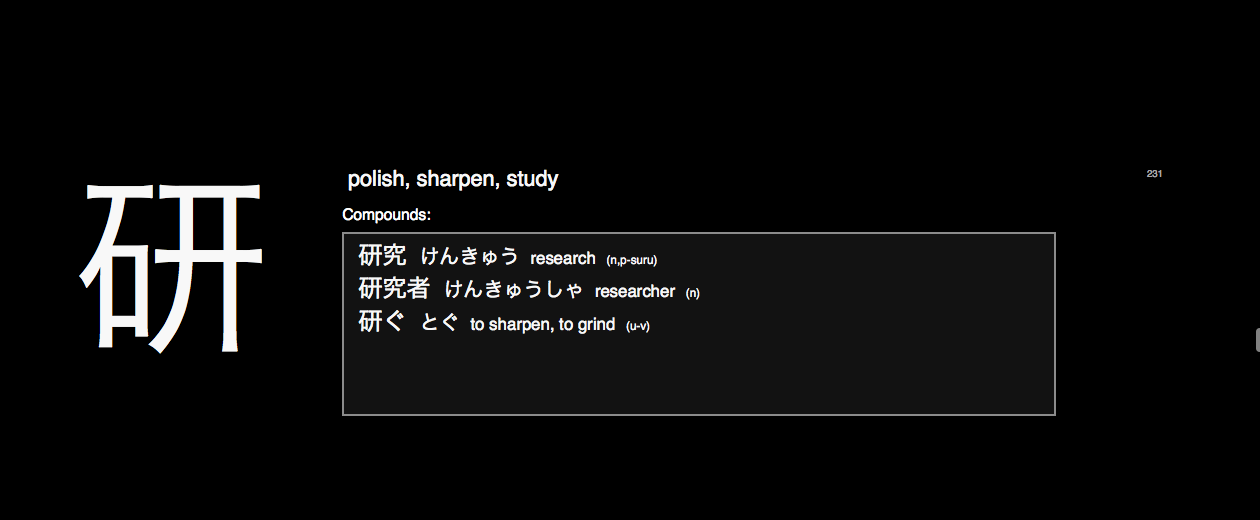 研
polish, sharpen, study
231
Compounds:
研究 けんきゅう research (n,p-suru)
研究者 けんきゅうしゃ researcher (n)
研ぐ とぐ to sharpen, to grind (u-v)